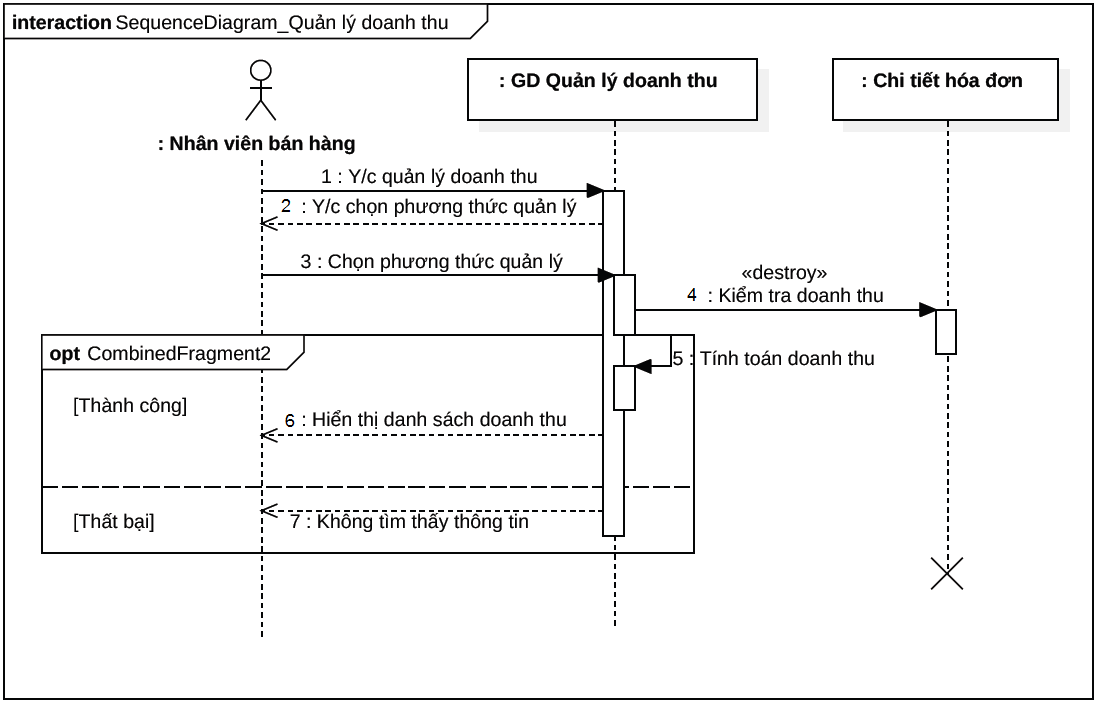 interaction SequenceDiagram_Quản lý doanh thu
: GD Quản lý doanh thu
: Chi tiết hóa đơn
: Nhân viên bán hàng
1 : Y/c quản lý doanh thu
2 : Y/c chọn phương thức quản lý
3 : Chọn phương thức quản lý
«destroy»
4 : Kiểm tra doanh thu
opt CombinedFragment2
5 : Tính toán doanh thu
[Thành công]
6 : Hiển thị danh sách doanh thu
[Thất bại]
7 : Không tìm thấy thông tin